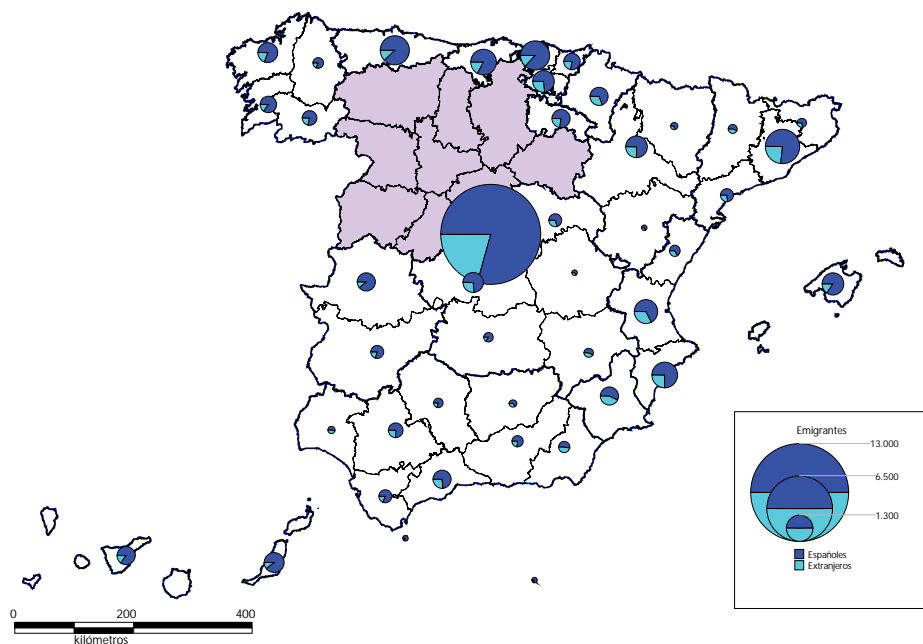 Emigrantes
13.000
6.500
1.300
Españoles
Extranjeros
0 200 400
kilómetros